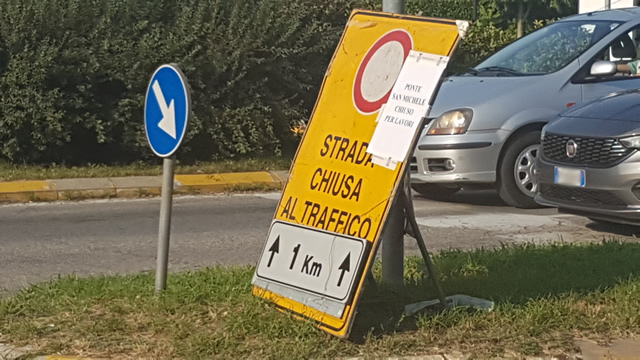 PONTE
SAN MICHELE
CHIUSO
PER LAVORI
STRADA
CHIUSA
AL TRAFFICO
1 Km